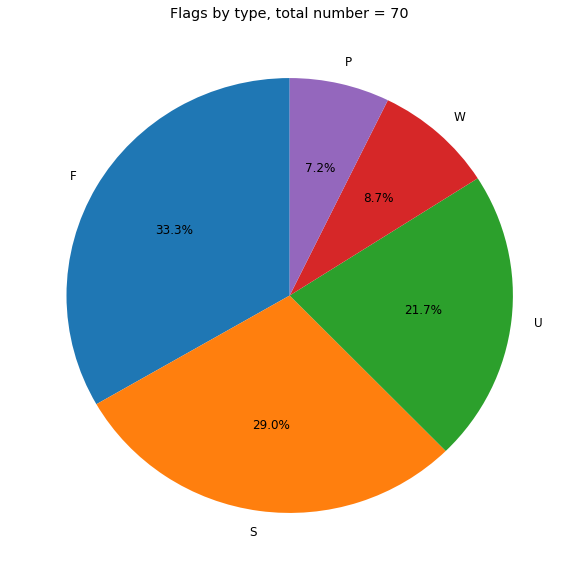 Flags by type, total number = 70
P
W
F
7.2%
8.7%
33.3%
21.7%
U
29.0%
S